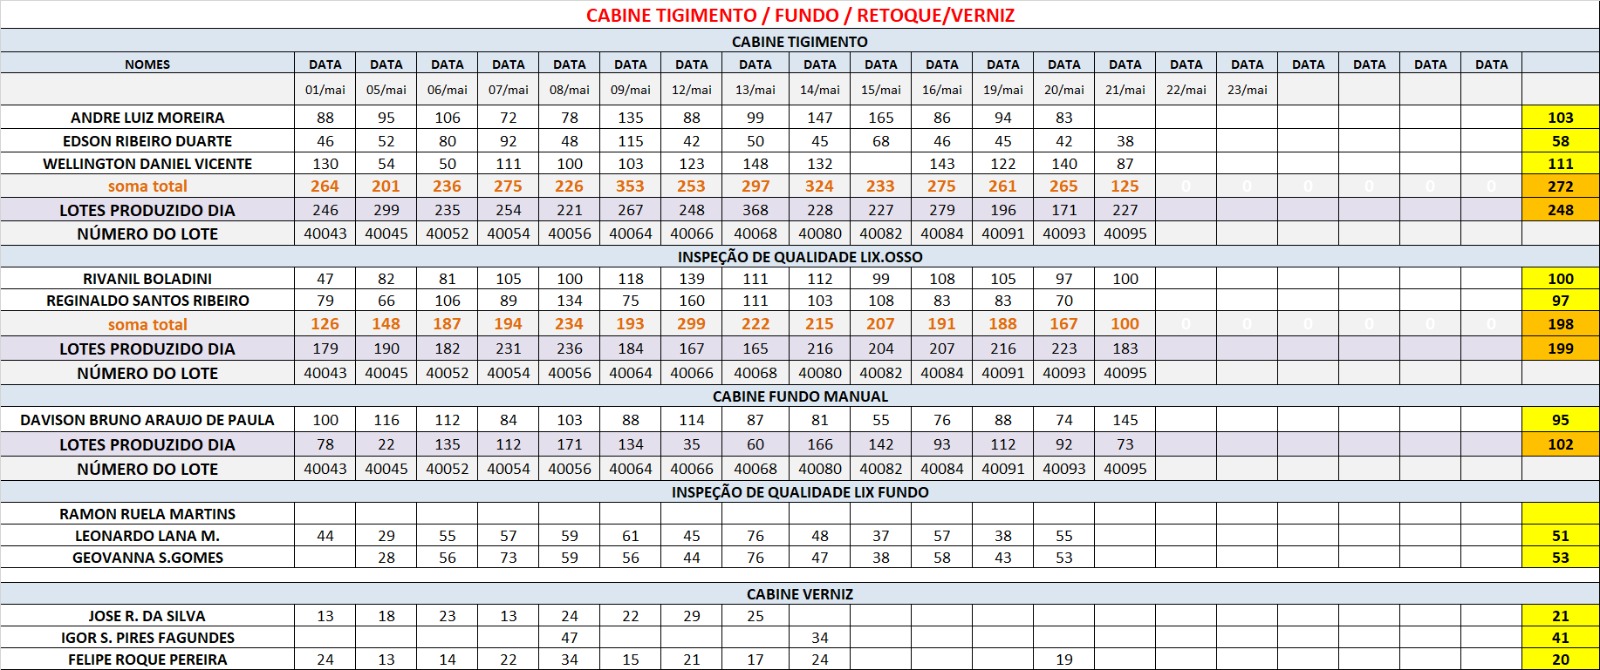 CABINE TIGIMENTO / FUNDO / RETOQUE/VERNIZ
CABINE TIGIMENTO
NOMES DATA DATA DATA DATA DATA DATA DATA DATA DATA DATA DATA DATA DATA DATA DATA DATA DATA DATA DATA DATA
01/mai 05/mai 06/mai 07/mai 08/mai 09/mai 12/mai 13/mai 14/mai 15/mai 16/mai 19/mai 20/mai 21/mai 22/mai 23/mai
ANDRE LUIZ MOREIRA 88 95 106 72 78 135 88 99 147 165 86 94 83 103
EDSON RIBEIRO DUARTE 46 52 80 92 48 115 42 50 45 68 46 45 42 38 58
WELLINGTON DANIEL VICENTE 130 54 50 111 100 103 123 148 132 143 122 140 87 111
soma total 264 201 236 275 226 353 253 297 324 233 275 261 265 125 0 0 0 0 0 0 272
LOTES PRODUZIDO DIA 246 299 235 254 221 267 248 368 228 227 279 196 171 227 248
NÚMERO DO LOTE 40043 40045 40052 40054 40056 40064 40066 40068 40080 40082 40084 40091 40093 40095
INSPEÇÃO DE QUALIDADE LIX.OSSO
RIVANIL BOLADINI 47 82 81 105 100 118 139 111 112 99 108 105 97 100 100
REGINALDO SANTOS RIBEIRO 79 66 106 89 134 75 160 111 103 108 83 83 70 97
soma total 126 148 187 194 234 193 299 222 215 207 191 188 167 100 0 0 0 0 0 0 198
LOTES PRODUZIDO DIA 179 190 182 231 236 184 167 165 216 204 207 216 223 183 199
NÚMERO DO LOTE 40043 40045 40052 40054 40056 40064 40066 40068 40080 40082 40084 40091 40093 40095
CABINE FUNDO MANUAL
DAVISON BRUNO ARAUJO DE PAULA 100 116 112 84 103 88 114 87 81 55 76 88 74 145 95
LOTES PRODUZIDO DIA 78 22 135 112 171 134 35 60 166 142 93 112 92 73 102
NÚMERO DO LOTE 40043 40045 40052 40054 40056 40064 40066 40068 40080 40082 40084 40091 40093 40095
INSPEÇÃO DE QUALIDADE LIX FUNDO
RAMON RUELA MARTINS
LEONARDO LANA M. 44 29 55 57 59 61 45 76 48 37 57 38 55 51
GEOVANNA S.GOMES 28 56 73 59 56 44 76 47 38 58 43 53 53
CABINE VERNIZ
JOSE R. DA SILVA 13 18 23 13 24 22 29 25 21
IGOR S. PIRES FAGUNDES 47 34 41
FELIPE ROQUE PEREIRA 24 13 14 22 34 15 21 17 24 19 20